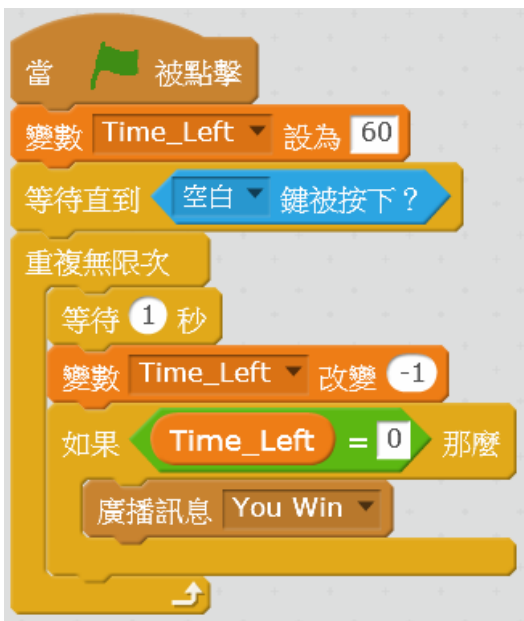 當 被點擊
變數 Time_Left 設為 60
等待直到 空白 鍵被按下？
重複無限次
等待 1 秒
變數 Time_Left 改變 -1
如果 Time_Left = 0 那麼
廣播訊息 You Win